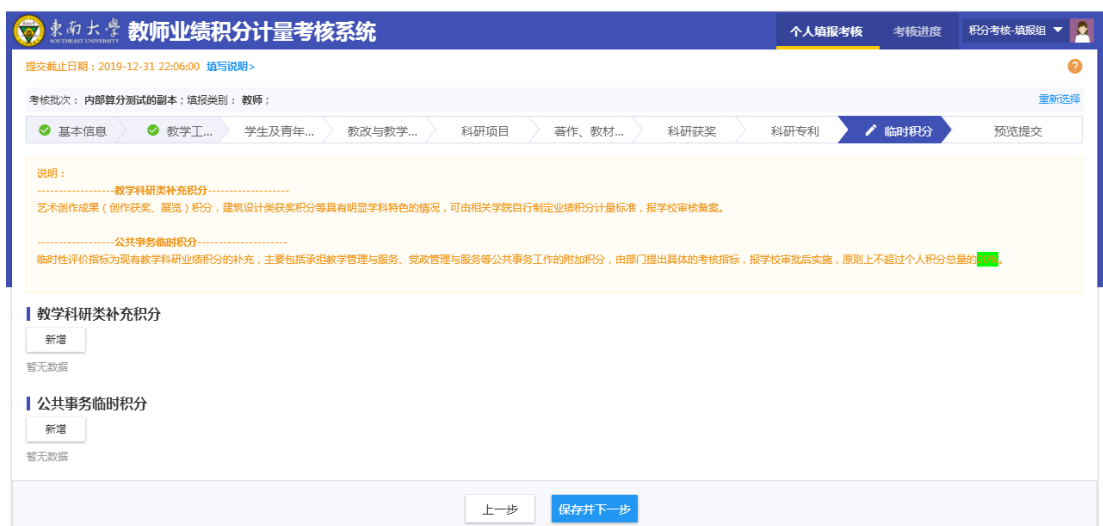 東南大學 教师业绩积分计量考核系统 个人填报考核 考核进度 积分考核-填报组
SOUTHEAST UNIVERSITY
提交截止日期：2019-12-31 22:06:00 填写说明>
考核批次： 内部算分测试的副本；填报类别： 教师； 重新选择
基本信息 教学工... 学生及青年... 教改与教学... 科研项目 著作、教材... 科研获奖 科研专利 临时积分 预览提交
说明：
------------------教学科研类补充积分-------------------
艺术创作成果（创作获奖、展览）积分，建筑设计类获奖积分等具有明显学科特色的情况，可由相关学院自行制定业绩积分计量标准，报学校审核备案。
------------------公共事务临时积分---------------------
临时性评价指标为现有教学科研业绩积分的补充，主要包括承担教学管理与服务、党政管理与服务等公共事务工作的附加积分，由部门提出具体的考核指标，报学校审批后实施，原则上不超过个人积分总量的
教学科研类补充积分
新增
暂无数据
公共事务临时积分
新增
暂无数据
上一步 保存并下一步